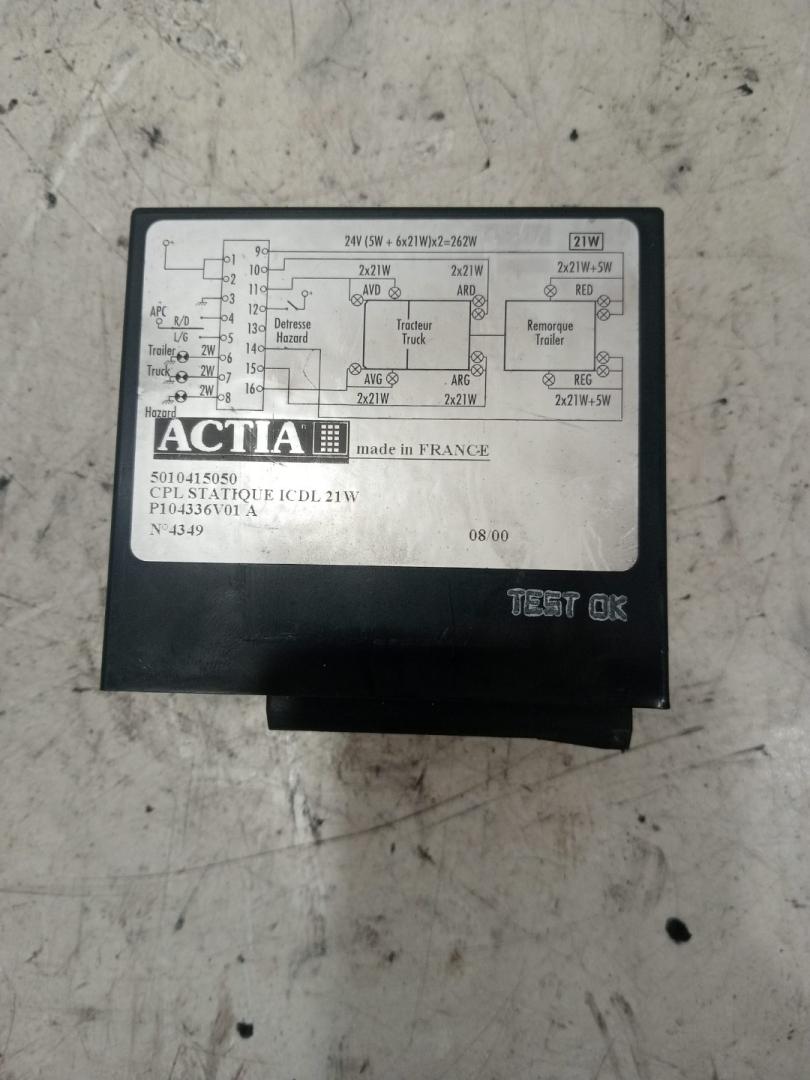 24V (5W + 6x21W)x2=262W 21W
1 2 3 4 5 6 7 8
9 10 11 12 13 14 15 16
APC
R/D
L/G
Trailer 2W
Truck 2W
2W
Hazard
Detresse
Hazard
2x21W 2x21W 2x21W+5W
AVD ARD RED
Tracteur
Truck
Remorque
Trailer
AVG ARG REG
2x21W 2x21W 2x21W+5W
ACTIA made in FRANCE
5010415050
CPL STATIQUE ICDL 21W
P104336V01 A
N°4349 08/00
TEST OK